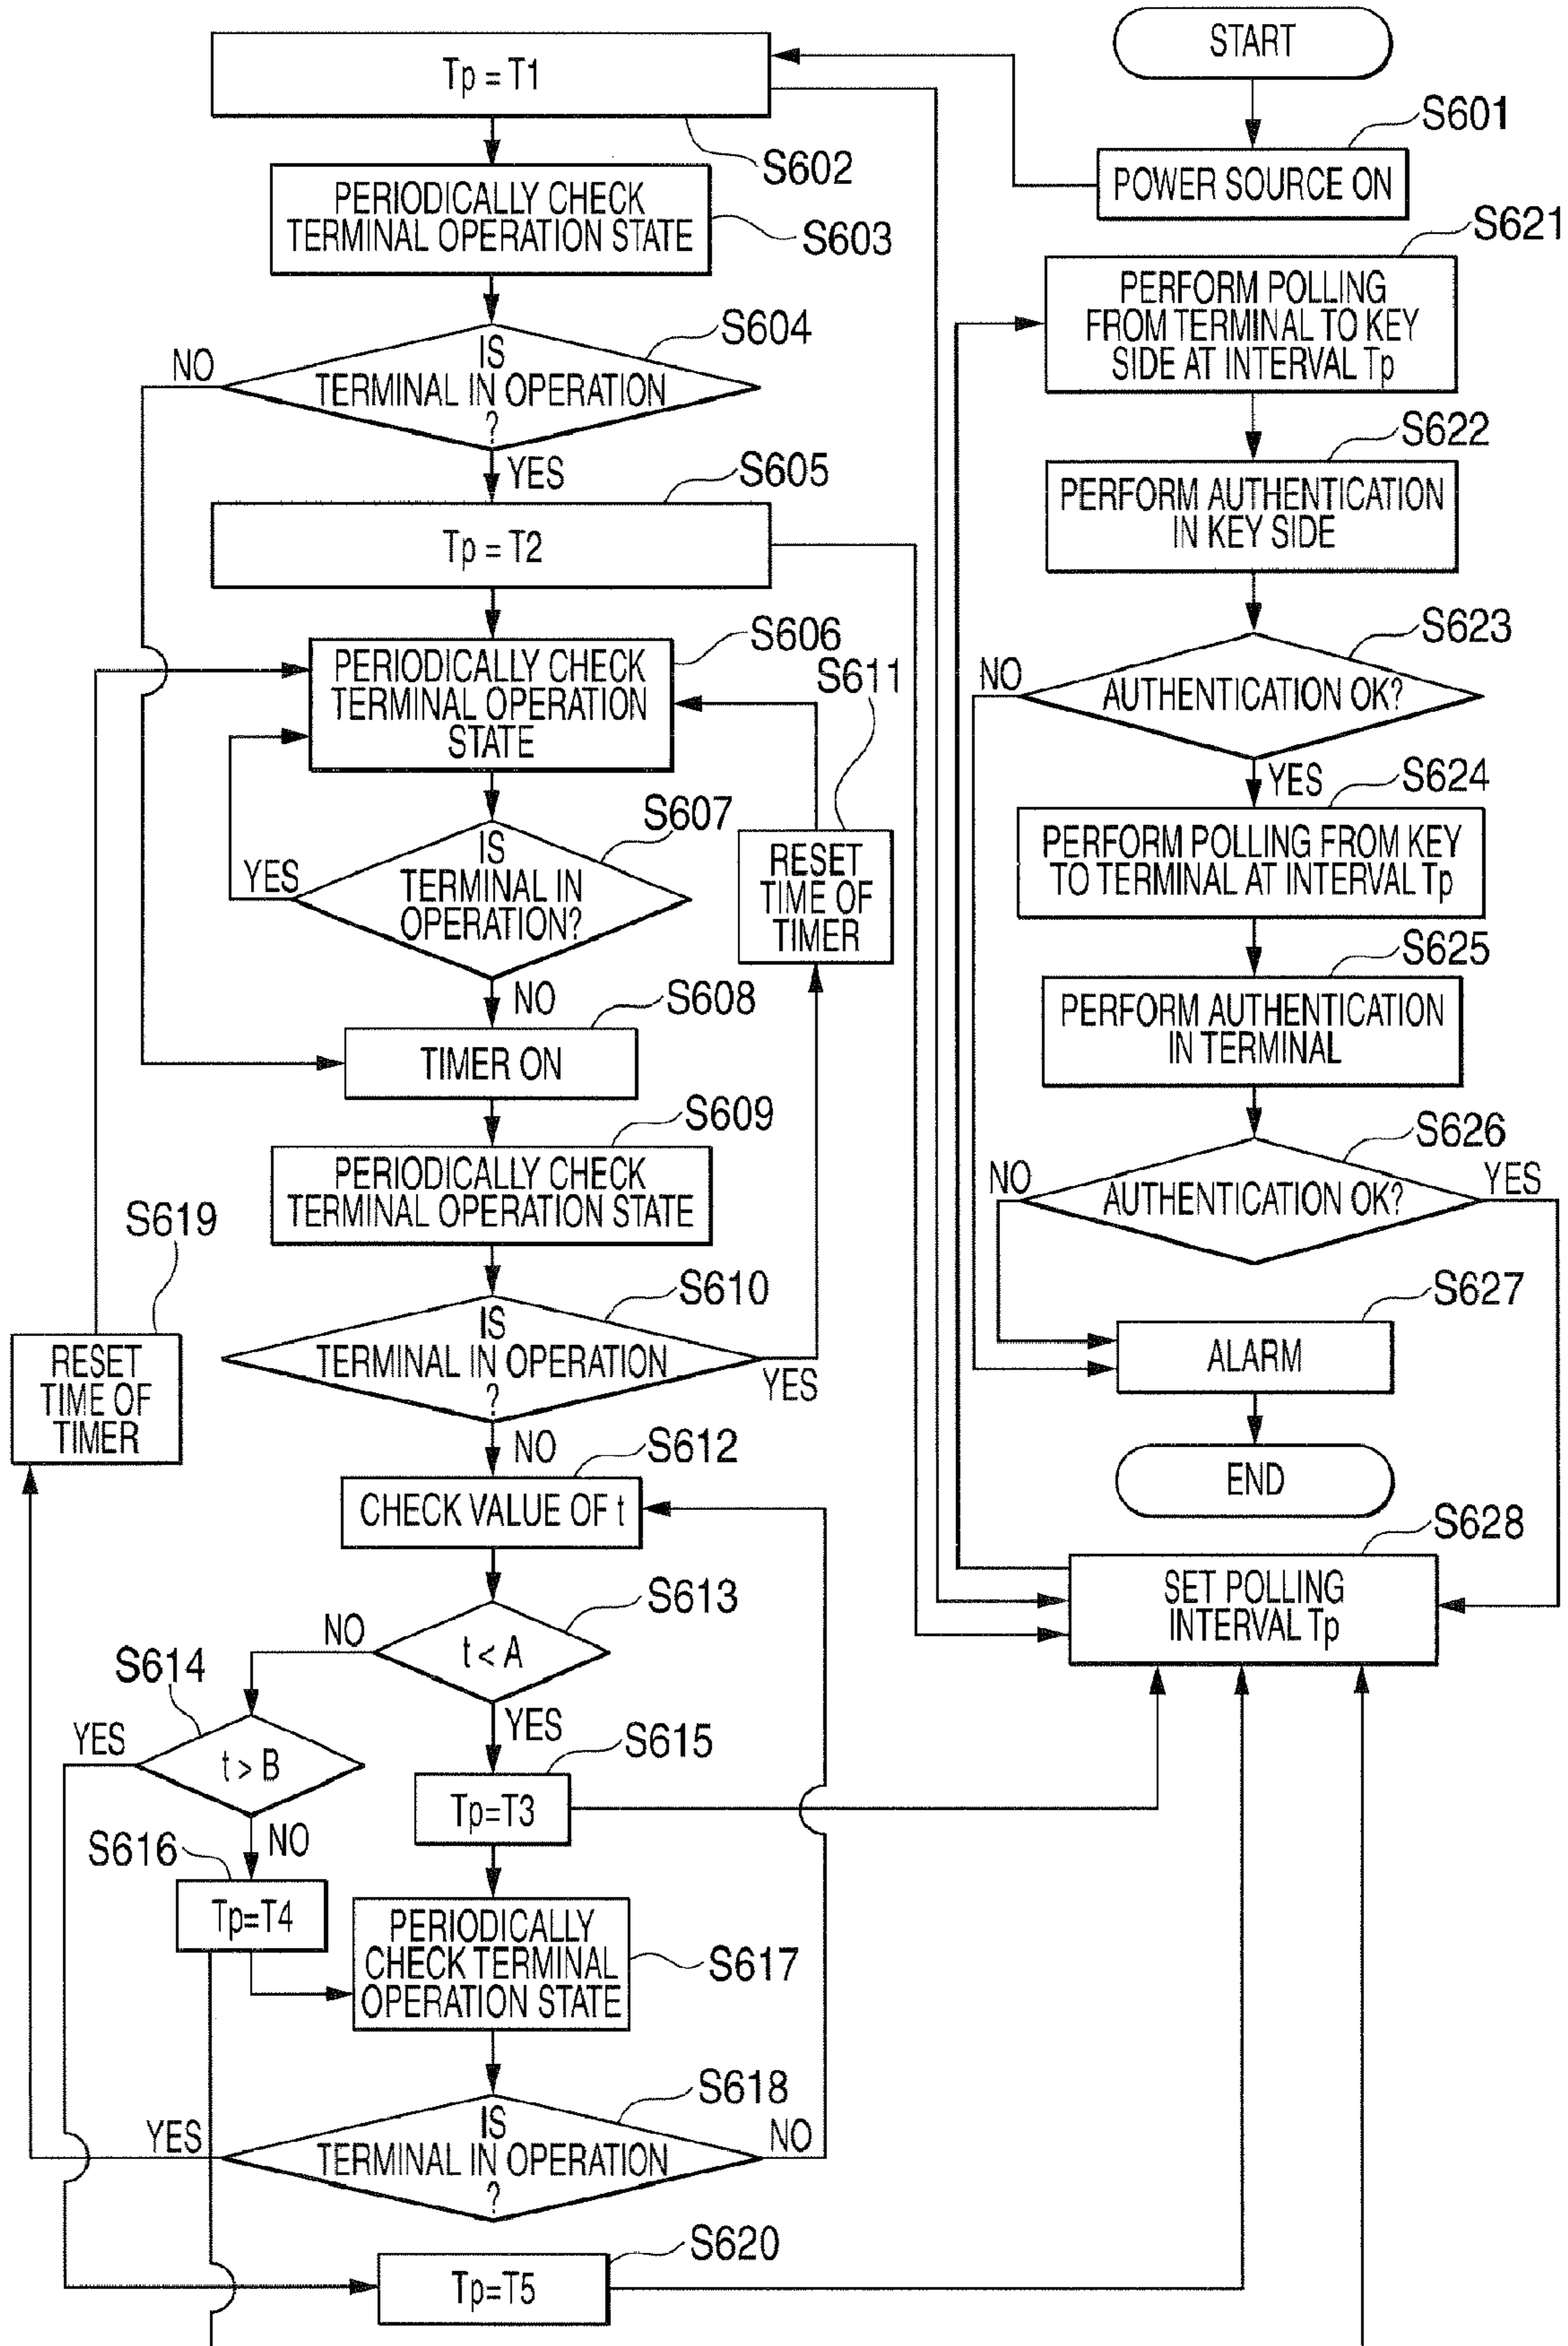 START
S601
POWER SOURCE ON
Tp = T1
S602
PERIODICALLY CHECK
TERMINAL OPERATION STATE
S603
S604
IS
TERMINAL IN OPERATION
?
NO
YES
S605
Tp = T2
S606
PERIODICALLY CHECK
TERMINAL OPERATION
STATE
S607
IS
TERMINAL IN
OPERATION?
YES
NO
S611
RESET
TIME OF
TIMER
S608
TIMER ON
S609
PERIODICALLY CHECK
TERMINAL OPERATION STATE
S610
IS
TERMINAL IN OPERATION
?
YES
NO
S619
RESET
TIME OF
TIMER
S612
CHECK VALUE OF t
S613
t < A
NO
YES
S614
t > B
YES
NO
S615
Tp=T3
S616
Tp=T4
PERIODICALLY
CHECK TERMINAL
OPERATION STATE
S617
S618
IS
TERMINAL IN OPERATION
?
YES
NO
S620
Tp=T5
S621
PERFORM POLLING
FROM TERMINAL TO KEY
SIDE AT INTERVAL Tp
S622
PERFORM AUTHENTICATION
IN KEY SIDE
S623
AUTHENTICATION OK?
NO
YES
S624
PERFORM POLLING FROM KEY
TO TERMINAL AT INTERVAL Tp
S625
PERFORM AUTHENTICATION
IN TERMINAL
S626
AUTHENTICATION OK?
NO
YES
S627
ALARM
END
S628
SET POLLING
INTERVAL Tp